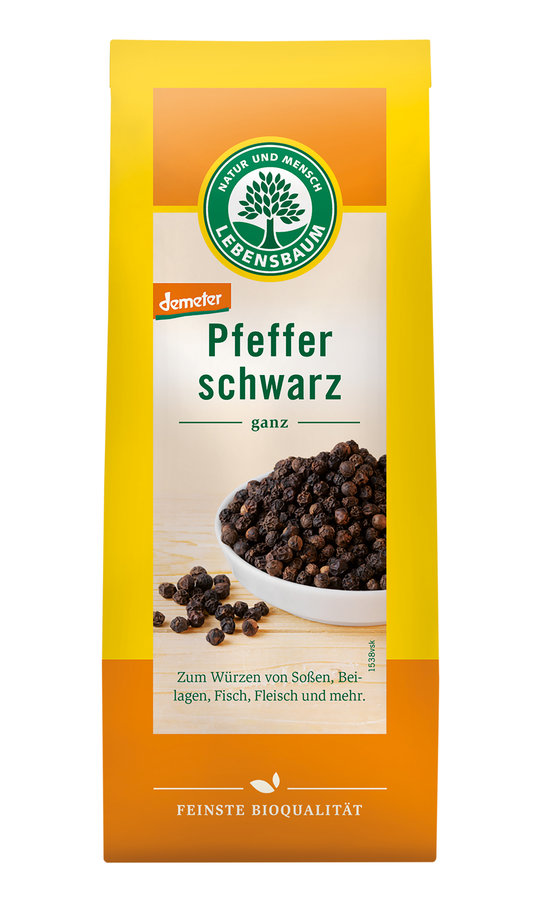 NATUR UND MENSCH
LEBENSBAUM
demeter
Pfeffer
schwarz
ganz
1538vsk
Zum Würzen von Soßen, Bei-
lagen, Fisch, Fleisch und mehr.
FEINSTE BIOQUALITÄT